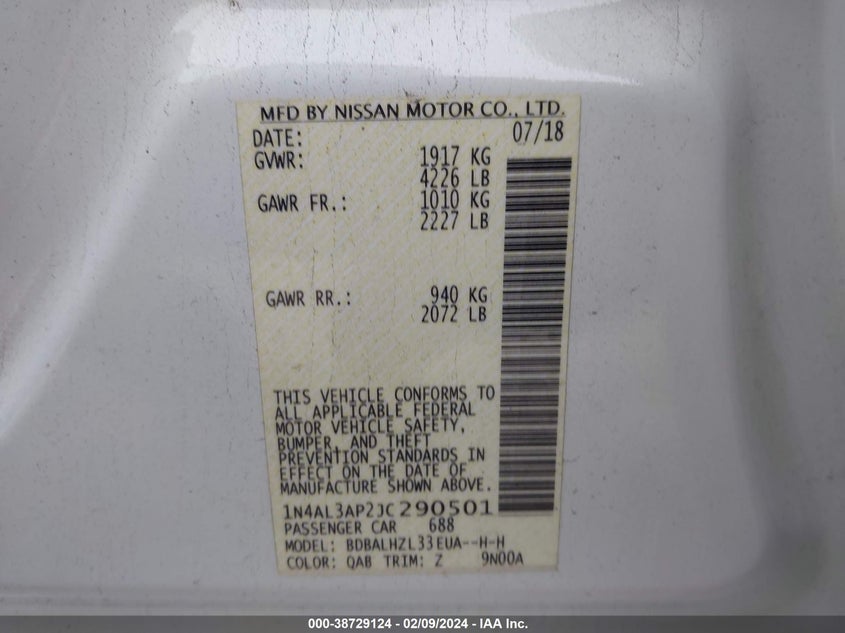 MFD BY NISSAN MOTOR CO., LTD.
DATE: 07/18
GVWR: 1917 KG
4226 LB
GAWR FR.: 1010 KG
2227 LB
GAWR RR.: 940 KG
2072 LB
THIS VEHICLE CONFORMS TO
ALL APPLICABLE FEDERAL
MOTOR VEHICLE SAFETY,
BUMPER, AND THEFT
PREVENTION STANDARDS IN
EFFECT ON THE DATE OF
MANUFACTURE SHOWN ABOVE.
1N4AL3AP2JC290501
PASSENGER CAR 688
MODEL: BDBALHZL33EUA--H-H
COLOR: QAB TRIM: Z 9N00A
000-38729124 - 02/09/2024 - IAA Inc.